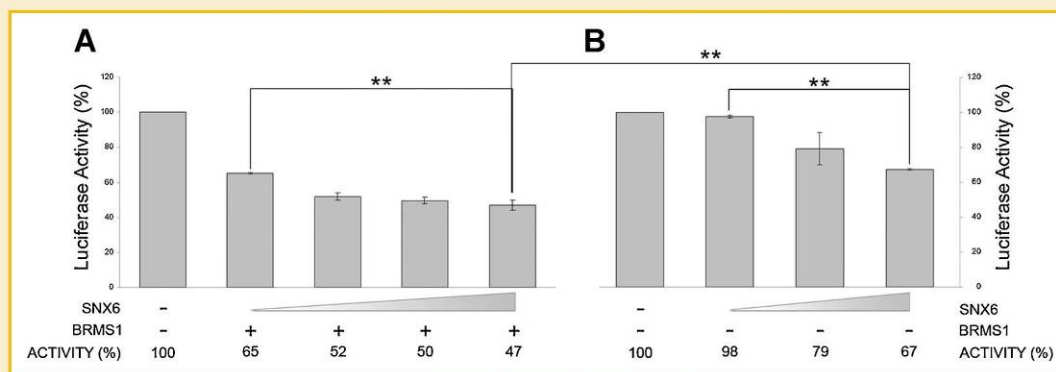 A
B
**
**
**
Luciferase Activity (%)
120
100
80
60
40
20
0
120
100
80
60
40
20
0
Luciferase Activity (%)
SNX6 - - SNX6
BRMS1 - + + + + - - - - BRMS1
ACTIVITY (%) 100 65 52 50 47 100 98 79 67 ACTIVITY (%)